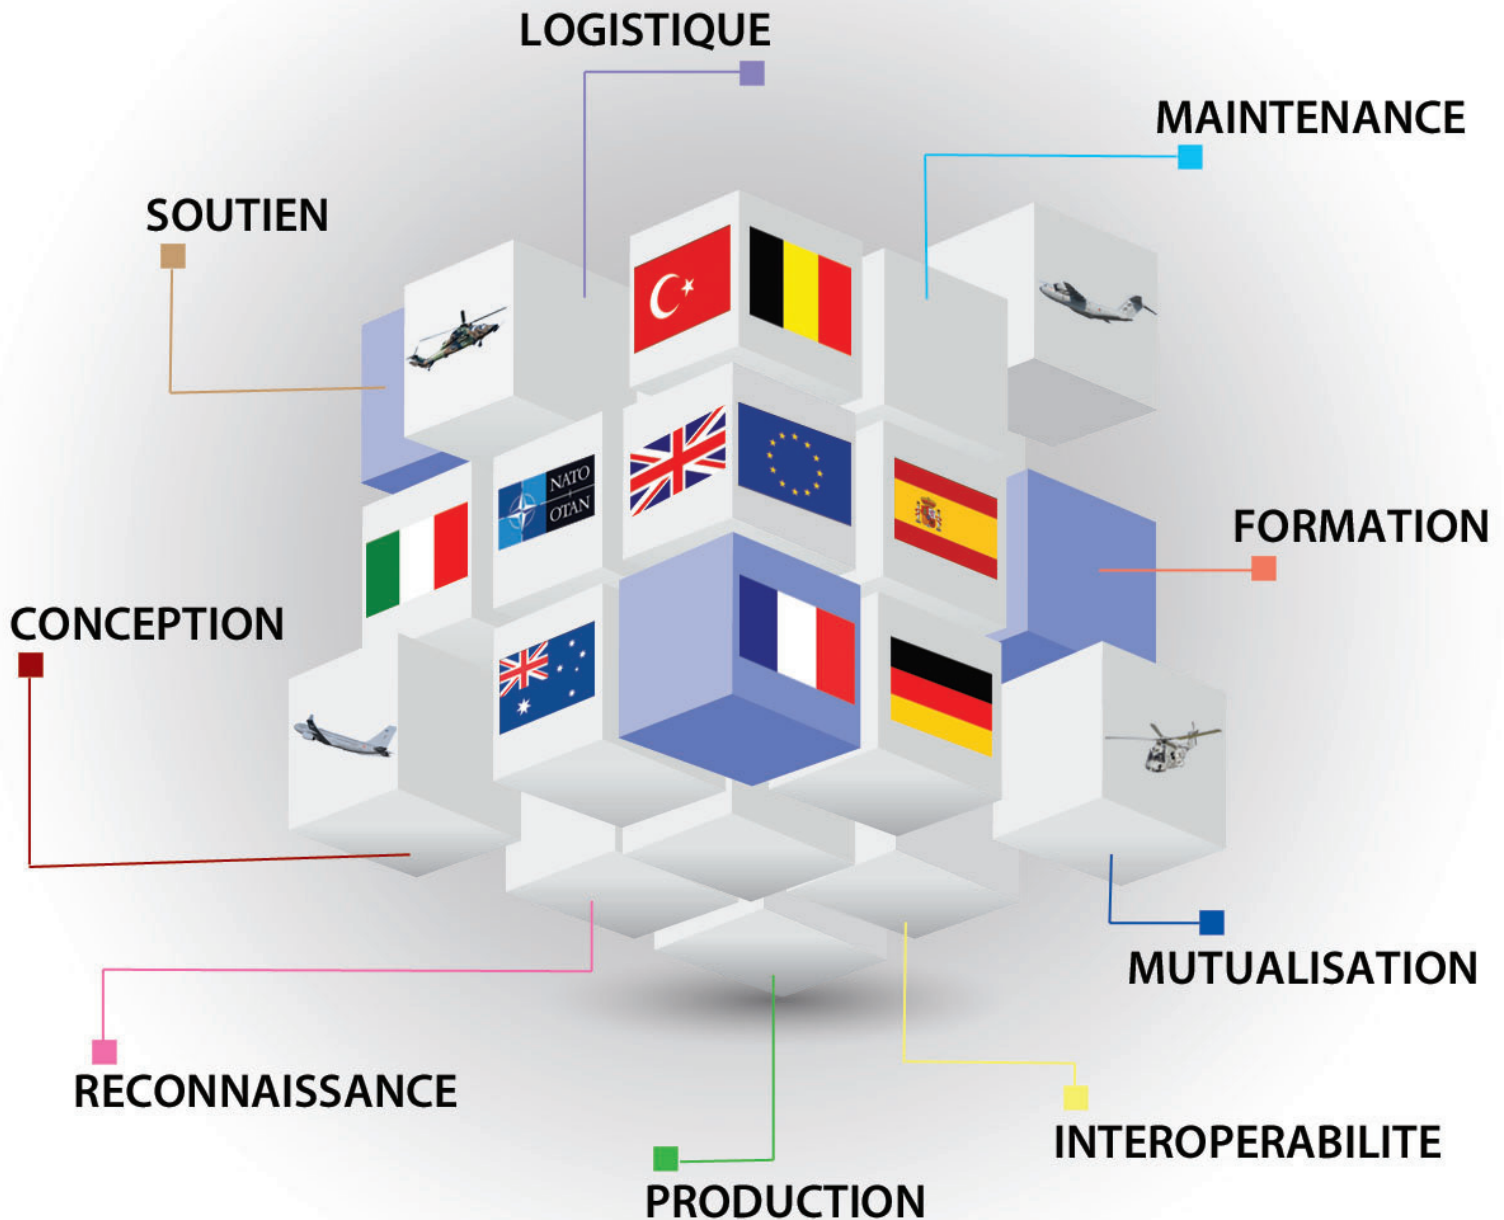 LOGISTIQUE
MAINTENANCE
SOUTIEN
NATO
OTAN
FORMATION
CONCEPTION
MUTUALISATION
RECONNAISSANCE
INTEROPERABILITE
PRODUCTION